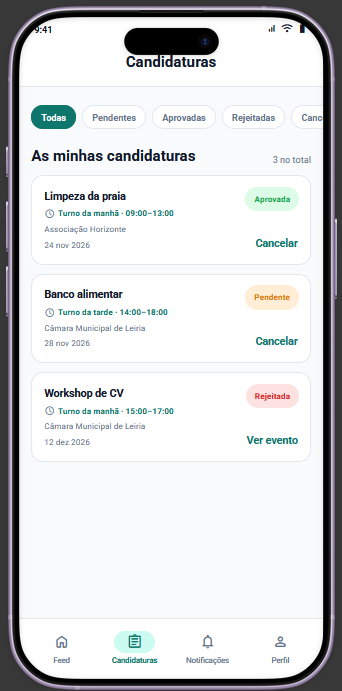 9:41
Candidaturas
Todas
Pendentes
Aprovadas
Rejeitadas
Canc
As minhas candidaturas
3 no total
Limpeza da praia
Aprovada
Turno da manhã · 09:00–13:00
Associação Horizonte
24 nov 2026
Cancelar
Banco alimentar
Pendente
Turno da tarde · 14:00–18:00
Câmara Municipal de Leiria
28 nov 2026
Cancelar
Workshop de CV
Rejeitada
Turno da manhã · 15:00–17:00
Câmara Municipal de Leiria
12 dez 2026
Ver evento
Feed
Candidaturas
Notificações
Perfil